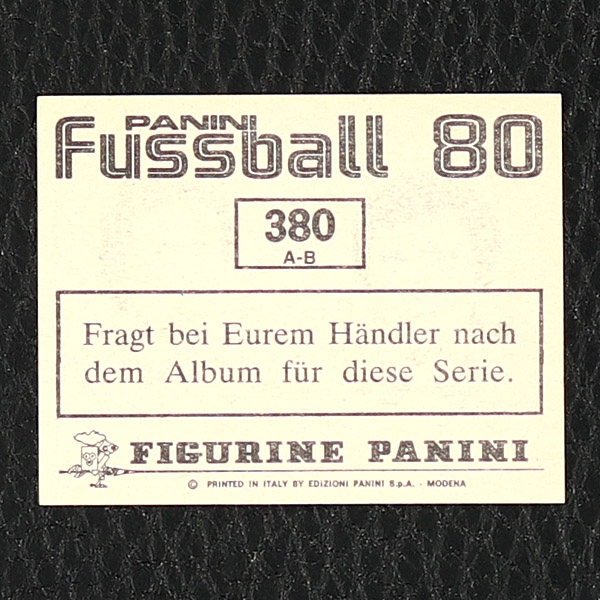 PANINI
Fussball 80
380
A-B
Fragt bei Eurem Händler nach
dem Album für diese Serie.
FIGURINE PANINI
© PRINTED IN ITALY BY EDIZIONI PANINI S.p.A. - MODENA